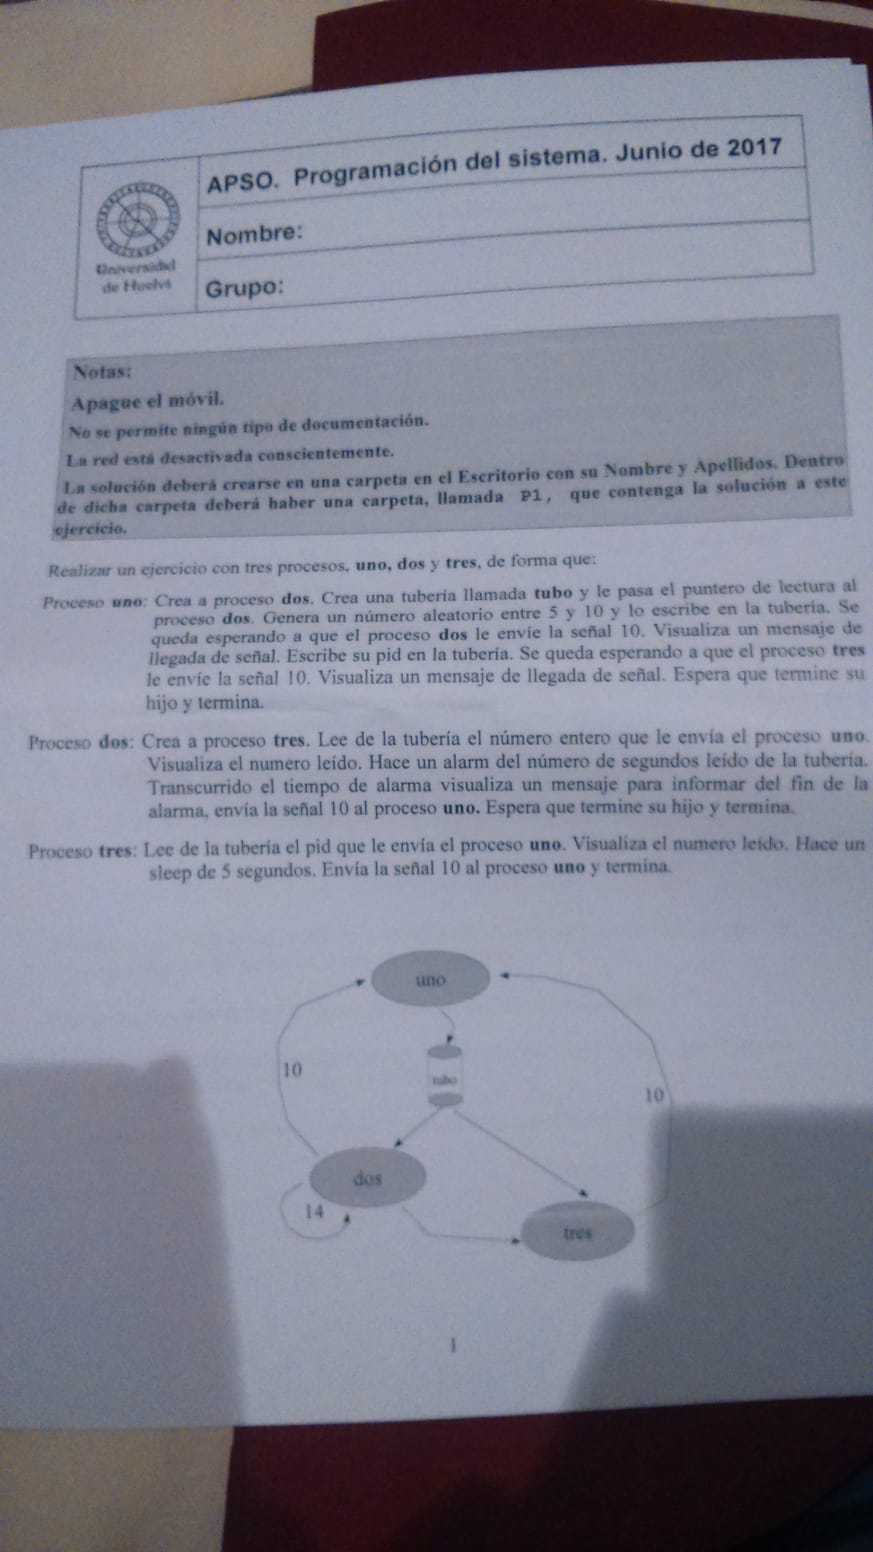 APSO. Programación del sistema. Junio de 2017
Nombre:
Universidad
de Huelva
Grupo:
Notas:
Apague el móvil.
No se permite ningún tipo de documentación.
La red está desactivada conscientemente.
La solución deberá crearse en una carpeta en el Escritorio con su Nombre y Apellidos. Dentro
de dicha carpeta deberá haber una carpeta, llamada P1, que contenga la solución a este
ejercicio.
Realizar un ejercicio con tres procesos, uno, dos y tres, de forma que:
Proceso uno: Crea a proceso dos. Crea una tubería llamada tubo y le pasa el puntero de lectura al
proceso dos. Genera un número aleatorio entre 5 y 10 y lo escribe en la tubería. Se
queda esperando a que el proceso dos le envíe la señal 10. Visualiza un mensaje de
llegada de señal. Escribe su pid en la tubería. Se queda esperando a que el proceso tres
le envíe la señal 10. Visualiza un mensaje de llegada de señal. Espera que termine su
hijo y termina.
Proceso dos: Crea a proceso tres. Lee de la tubería el número entero que le envía el proceso uno.
Visualiza el numero leído. Hace un alarm del número de segundos leído de la tubería.
Transcurrido el tiempo de alarma visualiza un mensaje para informar del fin de la
alarma, envía la señal 10 al proceso uno. Espera que termine su hijo y termina.
Proceso tres: Lee de la tubería el pid que le envía el proceso uno. Visualiza el numero leído. Hace un
sleep de 5 segundos. Envía la señal 10 al proceso uno y termina.
uno
10
tubo
10
dos
14
tres
1